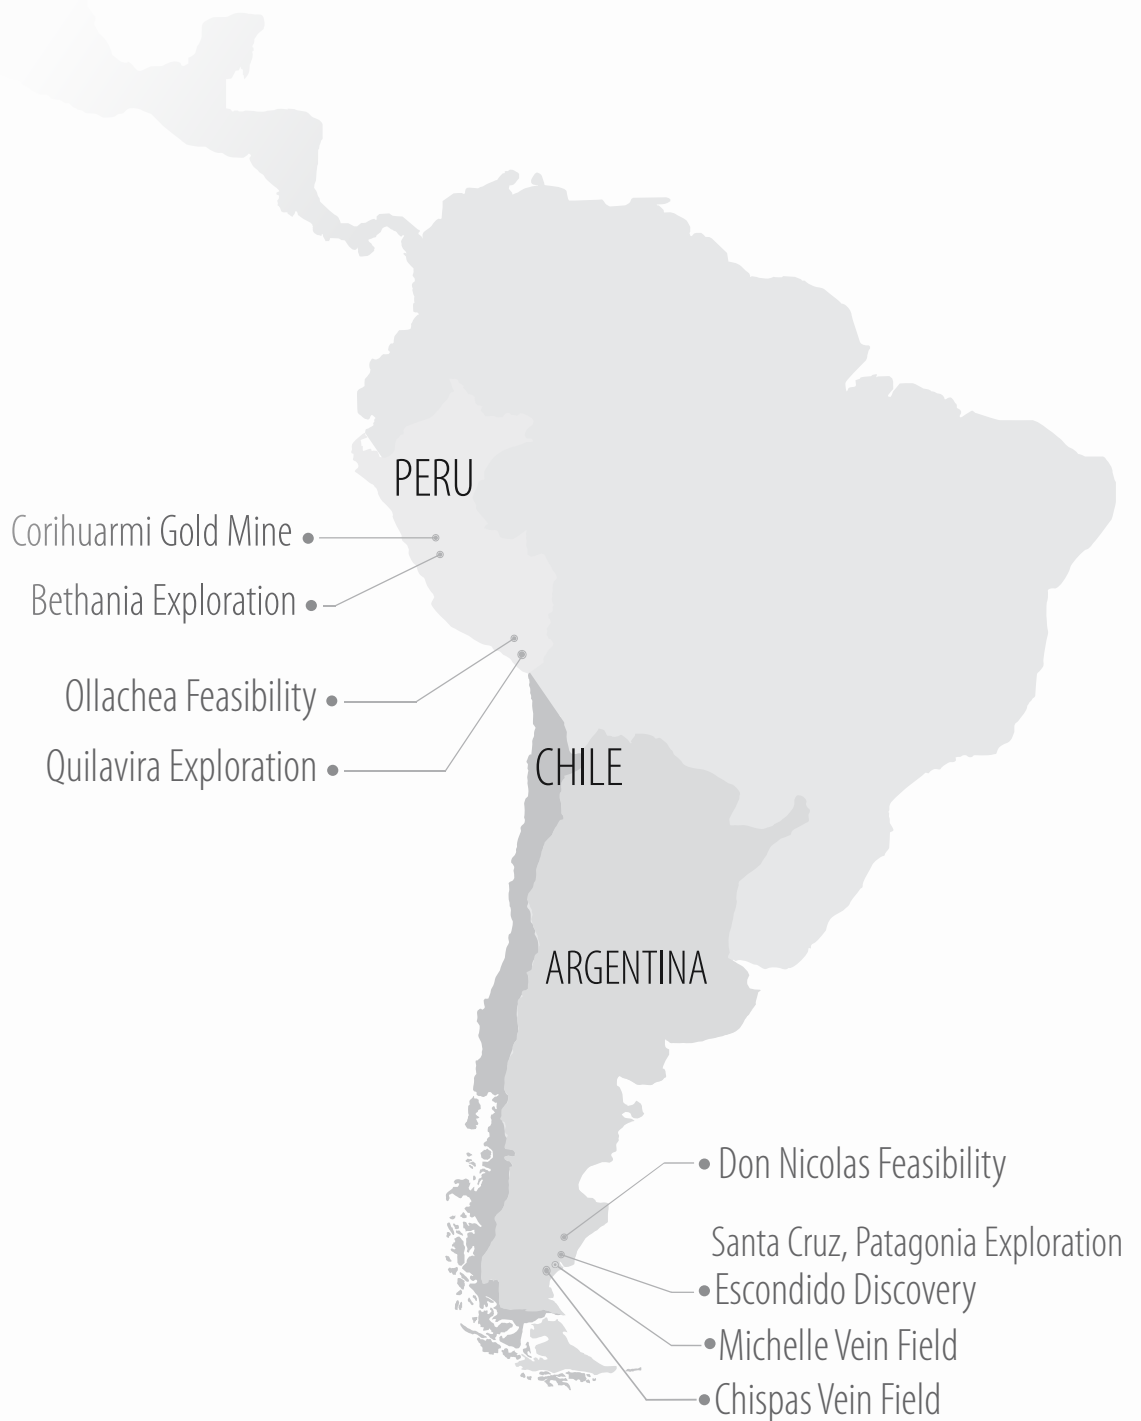 PERU
Corihuarmi Gold Mine
Bethania Exploration
Ollachea Feasibility
Quilavira Exploration
CHILE
ARGENTINA
Don Nicolas Feasibility
Santa Cruz, Patagonia Exploration
Escondido Discovery
Michelle Vein Field
Chispas Vein Field